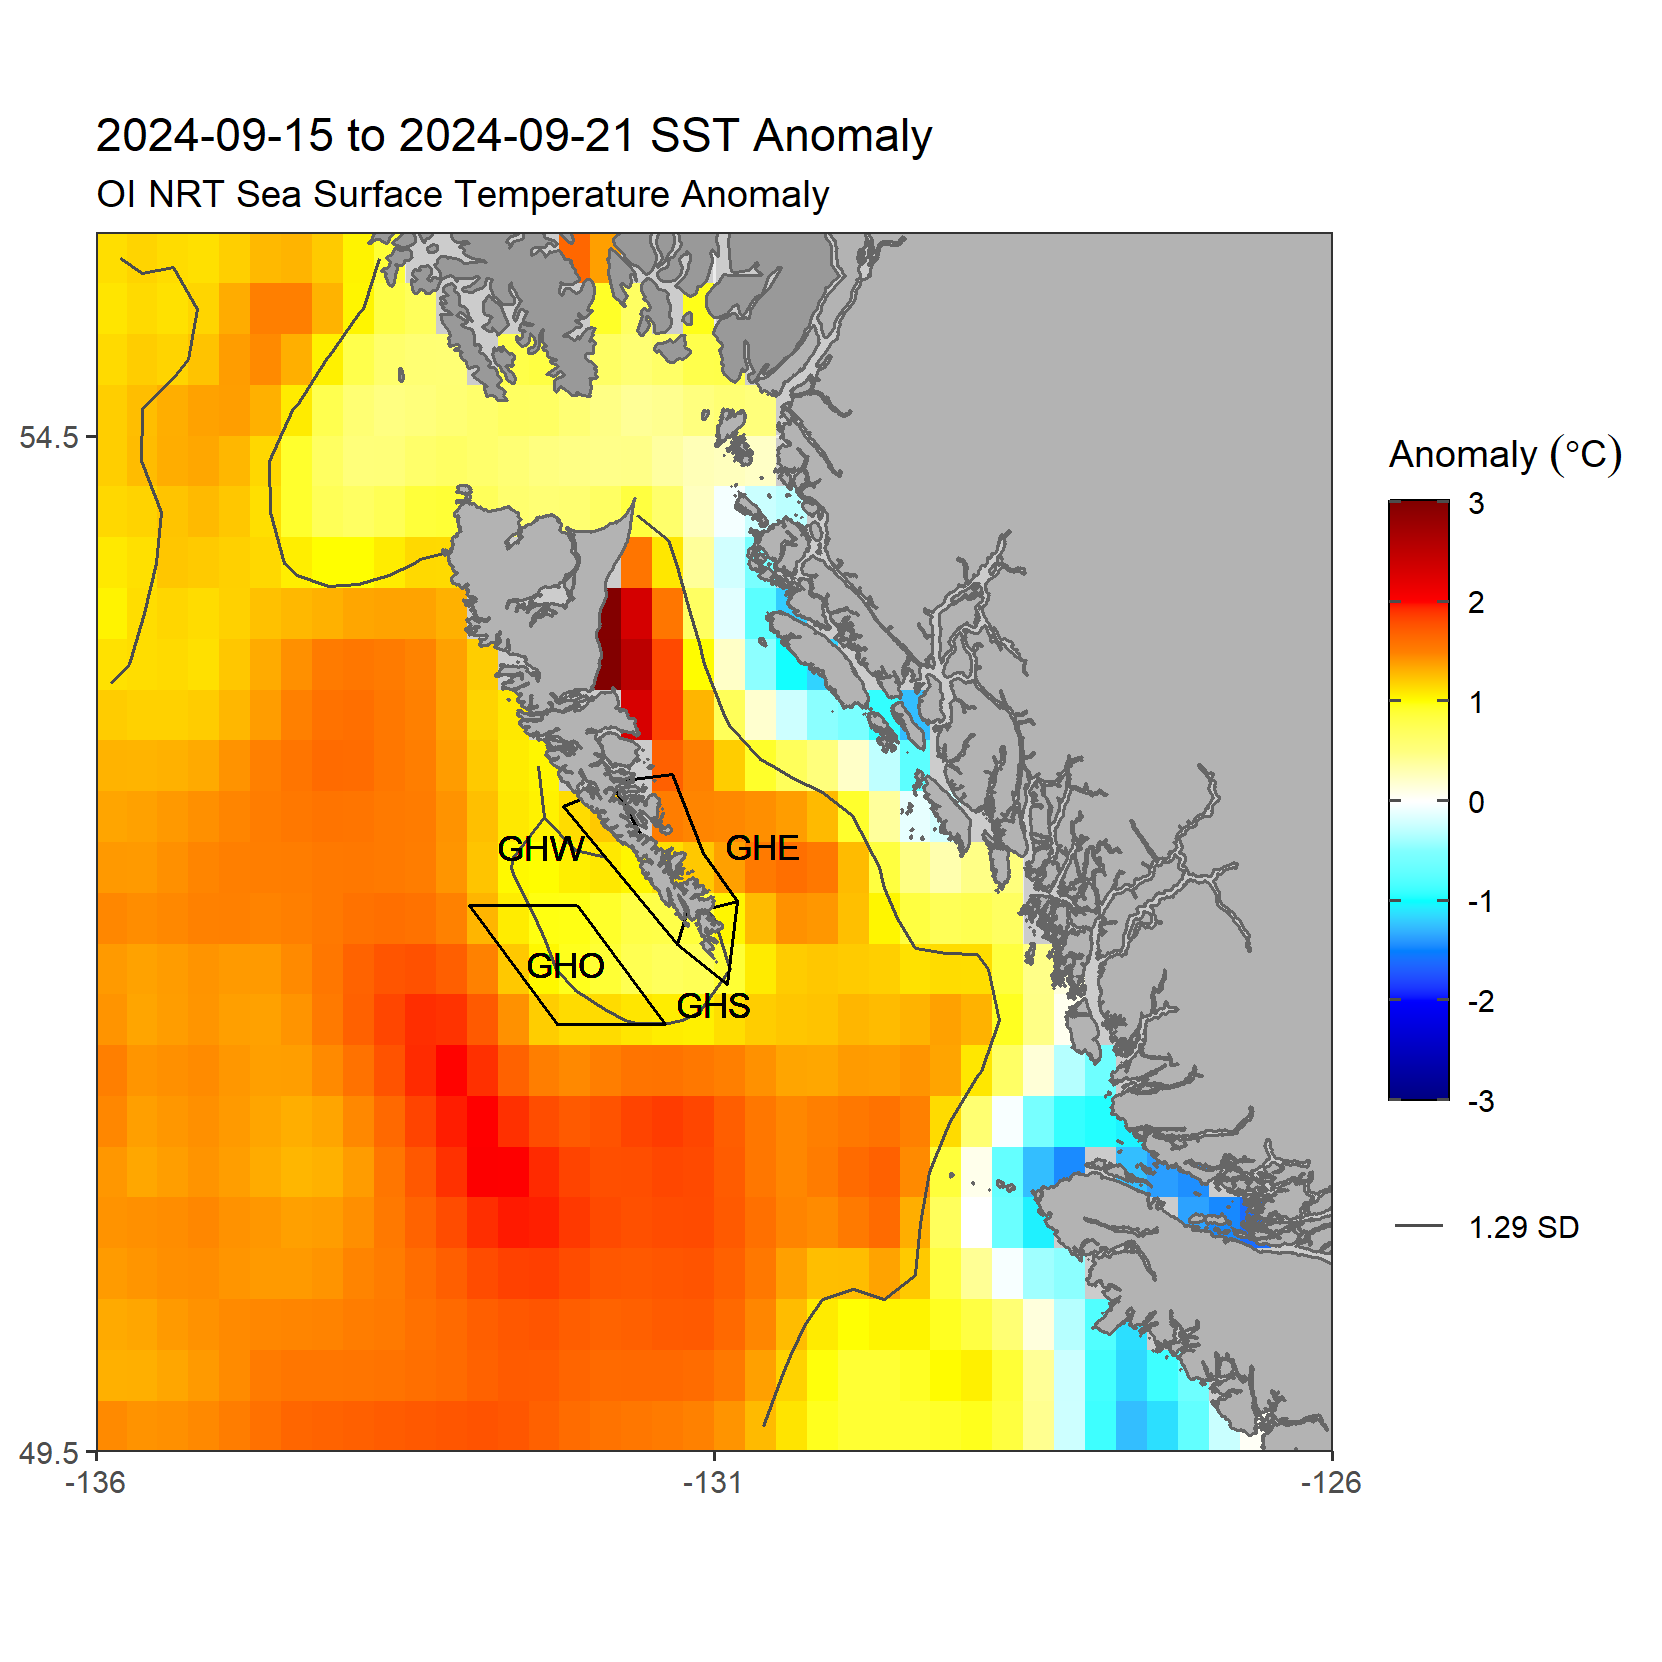 2024-09-15 to 2024-09-21 SST Anomaly
OI NRT Sea Surface Temperature Anomaly
54.5
49.5
-136
-131
-126
GHW
GHE
GHO
GHS
Anomaly (°C)
3
2
1
0
-1
-2
-3
1.29 SD